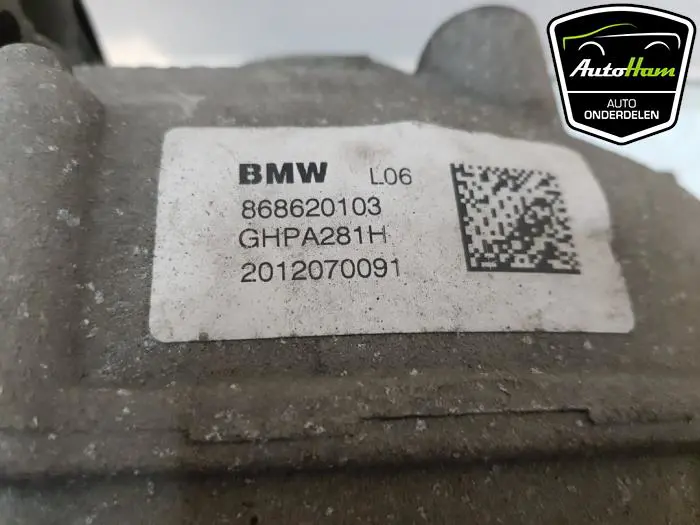 AutoHam
AUTO
ONDERDELEN
BMW L06
868620103
GHPA281H
2012070091